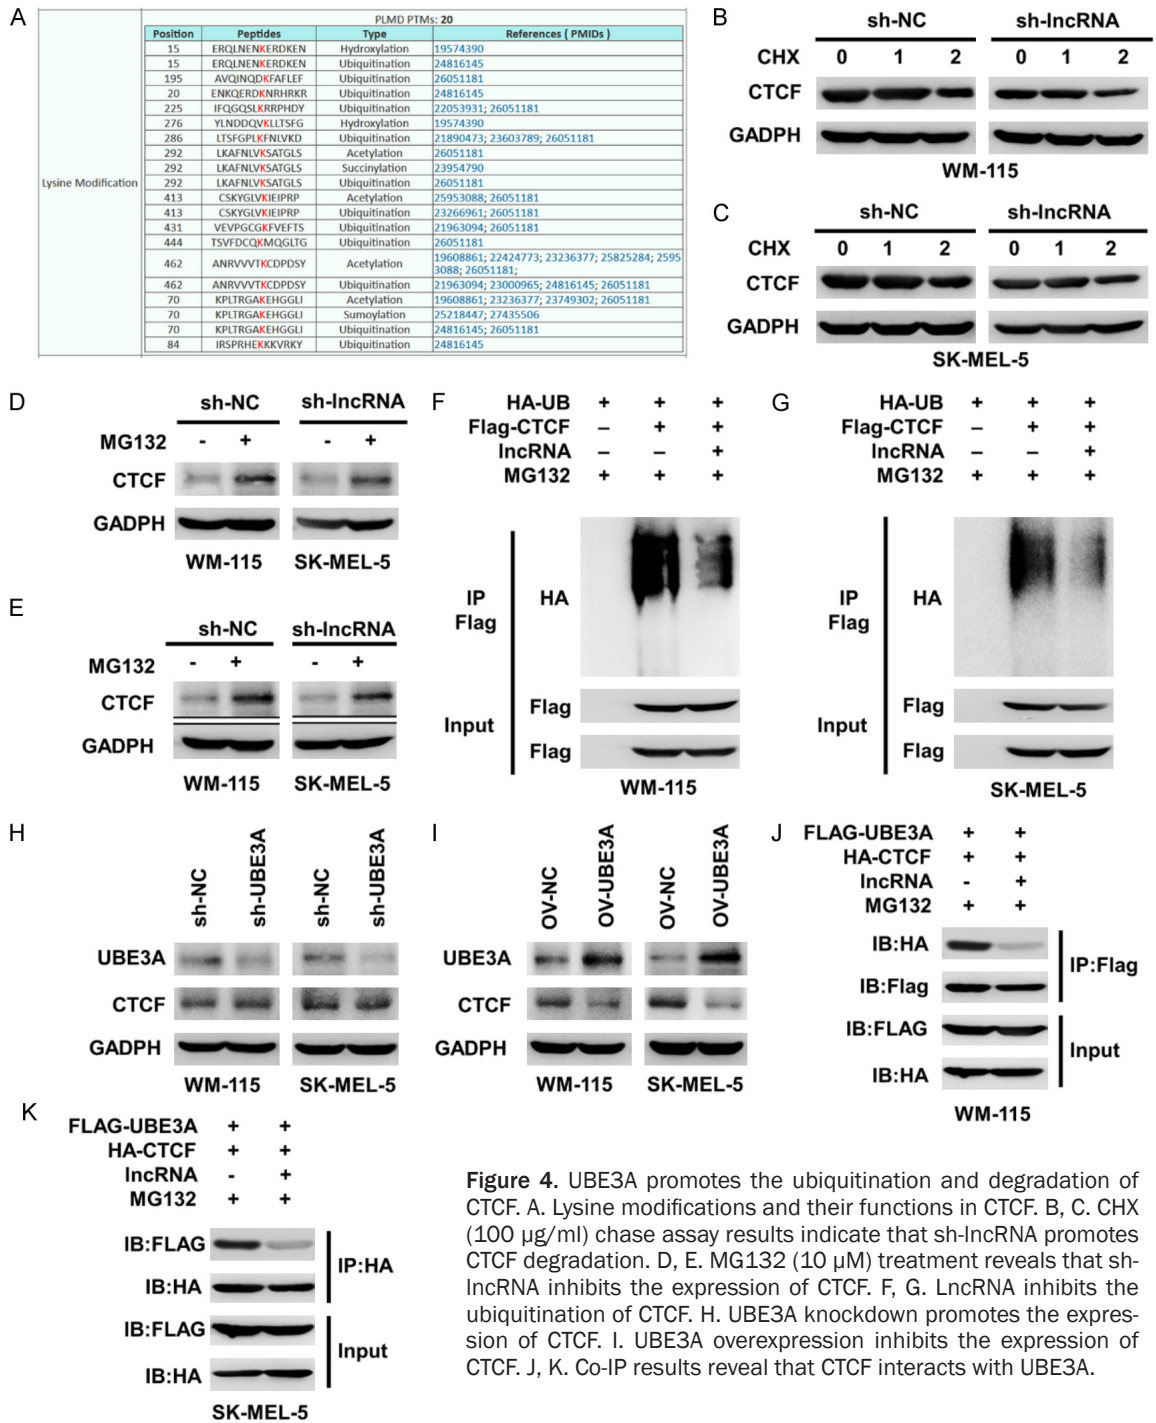 A
PLMD PTMs: 20
Position Peptides Type References ( PMIDs )
Lysine Modification
15 ERQLNENKERDKEN Hydroxylation 19574390
15 ERQLNENKERDKEN Ubiquitination 24816145
195 AVQINQDKFAFLEF Ubiquitination 26051181
20 ENKQERDKNRHRKR Ubiquitination 24816145
225 IFQGQSLKRRPHDY Ubiquitination 22053931; 26051181
276 YLNDDQVKLLTSFG Hydroxylation 19574390
286 LTSFGPLKFNLVKD Ubiquitination 21890473; 23603789; 26051181
292 LKAFNLVKSATGLS Acetylation 26051181
292 LKAFNLVKSATGLS Succinylation 23954790
292 LKAFNLVKSATGLS Ubiquitination 26051181
413 CSKYGLVKIEIPRP Acetylation 25953088; 26051181
413 CSKYGLVKIEIPRP Ubiquitination 23266961; 26051181
431 VEVPGCGKFVEFTS Ubiquitination 21963094; 26051181
444 TSVFDCQKMQGLTG Ubiquitination 26051181
462 ANRVVVTKCDPDSY Acetylation 19608861; 22424773; 23236377; 25825284; 2595
3088; 26051181;
462 ANRVVVTKCDPDSY Ubiquitination 21963094; 23000965; 24816145; 26051181
70 KPLTRGAKEHGGLI Acetylation 19608861; 23236377; 23749302; 26051181
70 KPLTRGAKEHGGLI Sumoylation 25218447; 27435506
70 KPLTRGAKEHGGLI Ubiquitination 24816145; 26051181
84 IRSPRHEKKKVRKY Ubiquitination 24816145
B
sh-NC sh-lncRNA
CHX 0 1 2 0 1 2
CTCF
GADPH
WM-115
C
sh-NC sh-lncRNA
CHX 0 1 2 0 1 2
CTCF
GADPH
SK-MEL-5
D
sh-NC sh-lncRNA
MG132 - + - +
CTCF
GADPH
WM-115 SK-MEL-5
E
sh-NC sh-lncRNA
MG132 - + - +
CTCF
GADPH
WM-115 SK-MEL-5
F
HA-UB + + +
Flag-CTCF – + +
lncRNA – – +
MG132 + + +
IP Flag
HA
Input
Flag
Flag
WM-115
G
HA-UB + + +
Flag-CTCF – + +
lncRNA – – +
MG132 + + +
IP Flag
HA
Input
Flag
Flag
SK-MEL-5
H
sh-NC sh-UBE3A sh-NC sh-UBE3A
UBE3A
CTCF
GADPH
WM-115 SK-MEL-5
I
OV-NC OV-UBE3A OV-NC OV-UBE3A
UBE3A
CTCF
GADPH
WM-115 SK-MEL-5
J
FLAG-UBE3A + +
HA-CTCF + +
lncRNA - +
MG132 + +
IB:HA
IB:Flag
IP:Flag
IB:FLAG
IB:HA
Input
WM-115
K
FLAG-UBE3A + +
HA-CTCF + +
lncRNA - +
MG132 + +
IB:FLAG
IB:HA
IP:HA
IB:FLAG
IB:HA
Input
SK-MEL-5
Figure 4. UBE3A promotes the ubiquitination and degradation of
CTCF. A. Lysine modifications and their functions in CTCF. B, C. CHX
(100 μg/ml) chase assay results indicate that sh-lncRNA promotes
CTCF degradation. D, E. MG132 (10 μM) treatment reveals that sh-
lncRNA inhibits the expression of CTCF. F, G. LncRNA inhibits the
ubiquitination of CTCF. H. UBE3A knockdown promotes the expres-
sion of CTCF. I. UBE3A overexpression inhibits the expression of
CTCF. J, K. Co-IP results reveal that CTCF interacts with UBE3A.